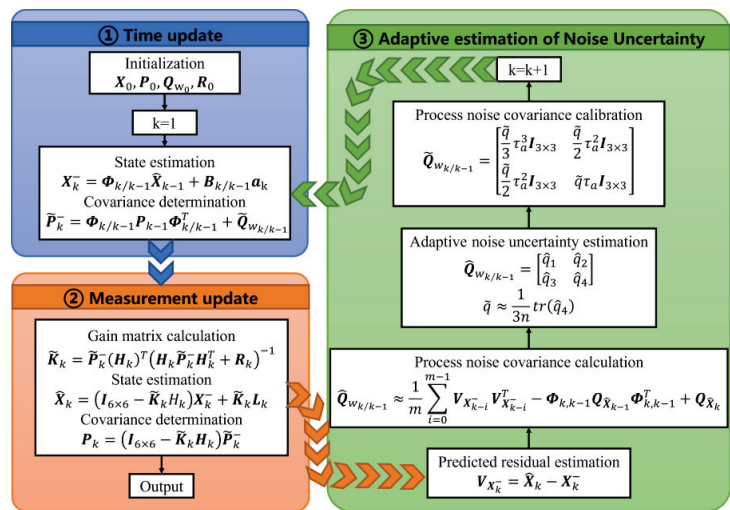 ① Time update
Initialization
X₀, P₀, Q_{w₀}, R₀
k=1
State estimation
X_k^- = Φ_{k/k-1} X̂_{k-1} + B_{k/k-1} a_k
Covariance determination
P̃_k^- = Φ_{k/k-1} P_{k-1} Φ_{k/k-1}^T + Q̃_{w_{k/k-1}}
② Measurement update
Gain matrix calculation
K̃_k = P̃_k^- (H_k)^T (H_k P̃_k^- H_k^T + R_k)^{-1}
State estimation
X̂_k = (I_{6×6} − K̃_k H_k) X_k^- + K̃_k L_k
Covariance determination
P_k = (I_{6×6} − K̃_k H_k) P̃_k^-
Output
③ Adaptive estimation of Noise Uncertainty
k=k+1
Process noise covariance calibration
Q̃_{w_{k/k-1}} = [ q̃/3 τ_a^3 I_{3×3} q̃/2 τ_a^2 I_{3×3}
q̃/2 τ_a^2 I_{3×3} q̃ τ_a I_{3×3} ]
Adaptive noise uncertainty estimation
Q̂_{w_{k/k-1}} = [ q̂₁ q̂₂
q̂₃ q̂₄ ]
q̃ ≈ 1/3n tr(q̂₄)
Process noise covariance calculation
Q̂_{w_{k/k-1}} ≈ 1/m ∑_{i=0}^{m-1} V_{X_{k-i}^-} V_{X_{k-i}^-}^T − Φ_{k,k-1} Q_{X̂_{k-1}} Φ_{k,k-1}^T + Q_{X̂_k}
Predicted residual estimation
V_{X_k^-} = X̂_k − X_k^-